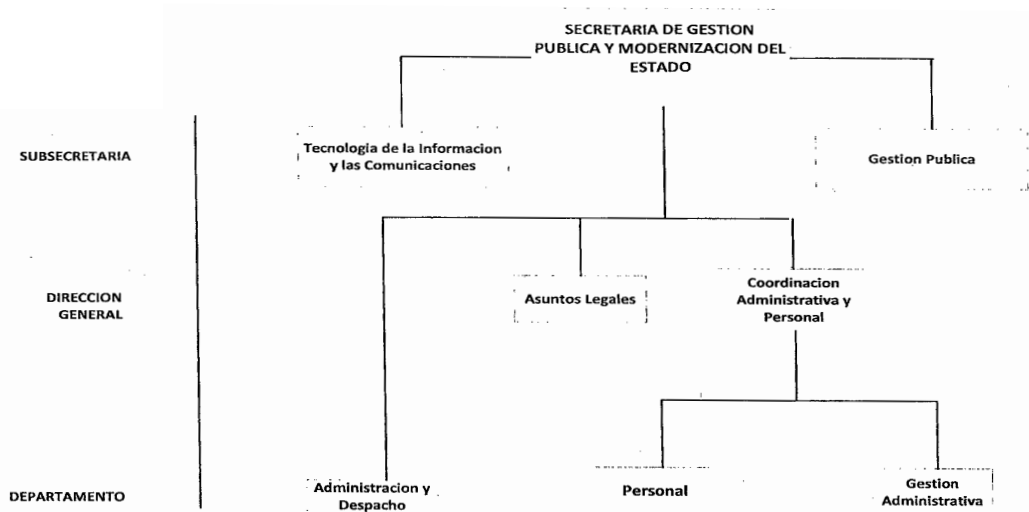 SECRETARIA DE GESTION
PUBLICA Y MODERNIZACION DEL
ESTADO
SUBSECRETARIA
Tecnologia de la Informacion
y las Comunicaciones
Gestion Publica
DIRECCION
GENERAL
Asuntos Legales
Coordinacion
Administrativa y
Personal
DEPARTAMENTO
Administracion y
Despacho
Personal
Gestion
Administrativa